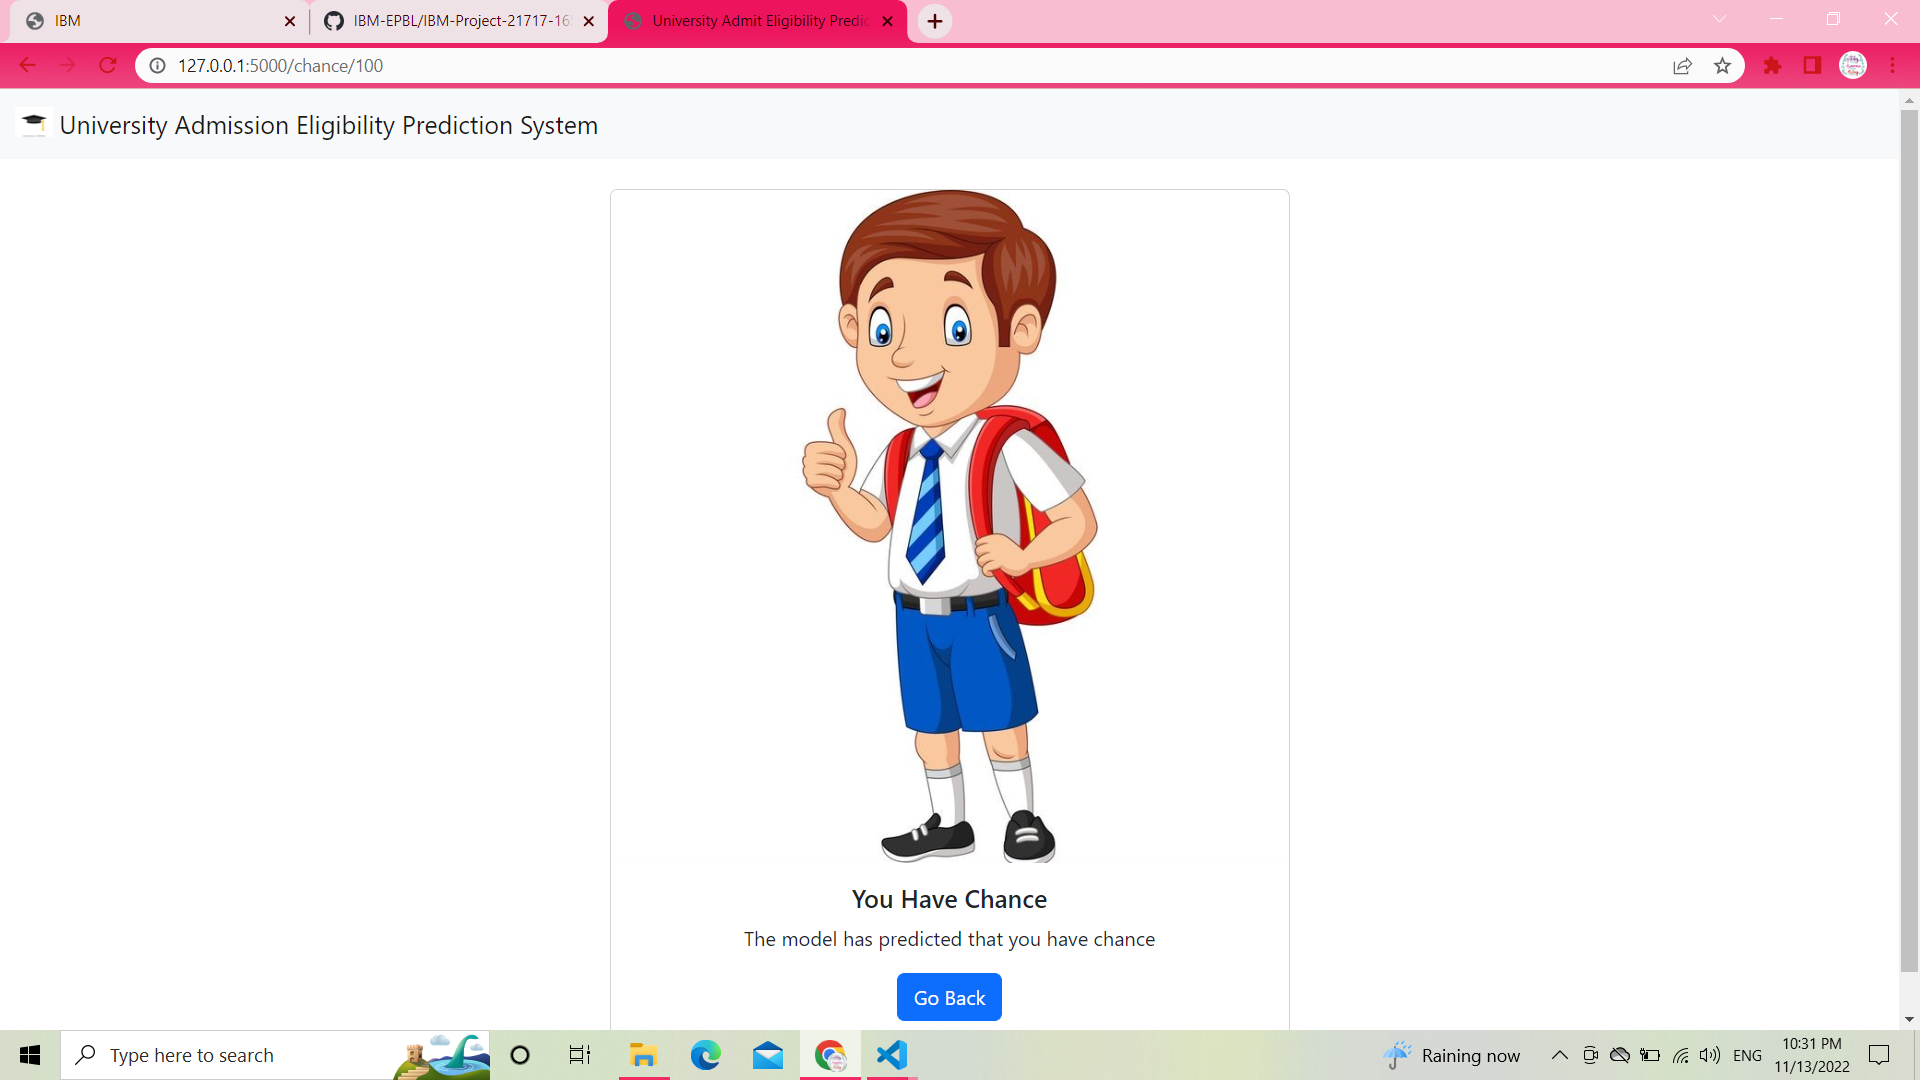 IBM
IBM-EPBL/IBM-Project-21717-16
University Admit Eligibility Predic
127.0.0.1:5000/chance/100
University Admission Eligibility Prediction System
You Have Chance
The model has predicted that you have chance
Go Back
Type here to search
Raining now
ENG
10:31 PM
11/13/2022